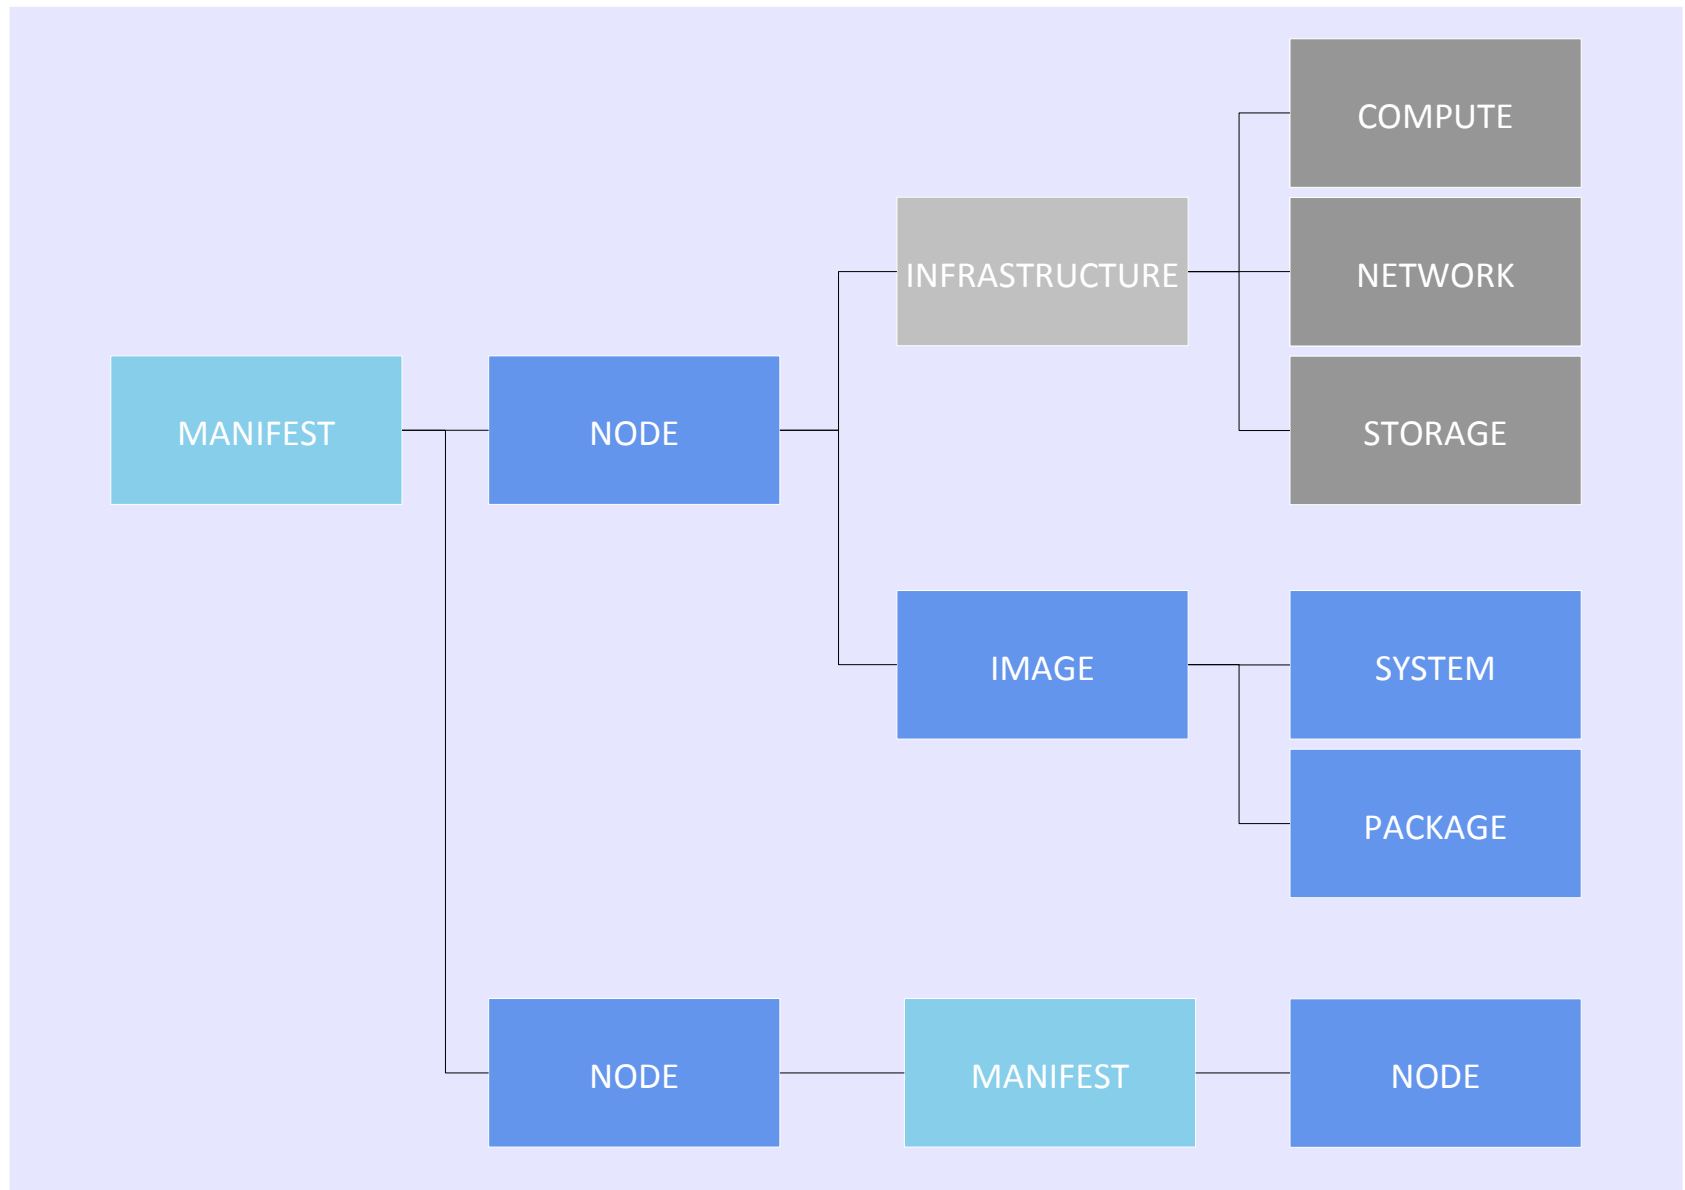 COMPUTE
INFRASTRUCTURE
NETWORK
MANIFEST
NODE
STORAGE
IMAGE
SYSTEM
PACKAGE
NODE
MANIFEST
NODE